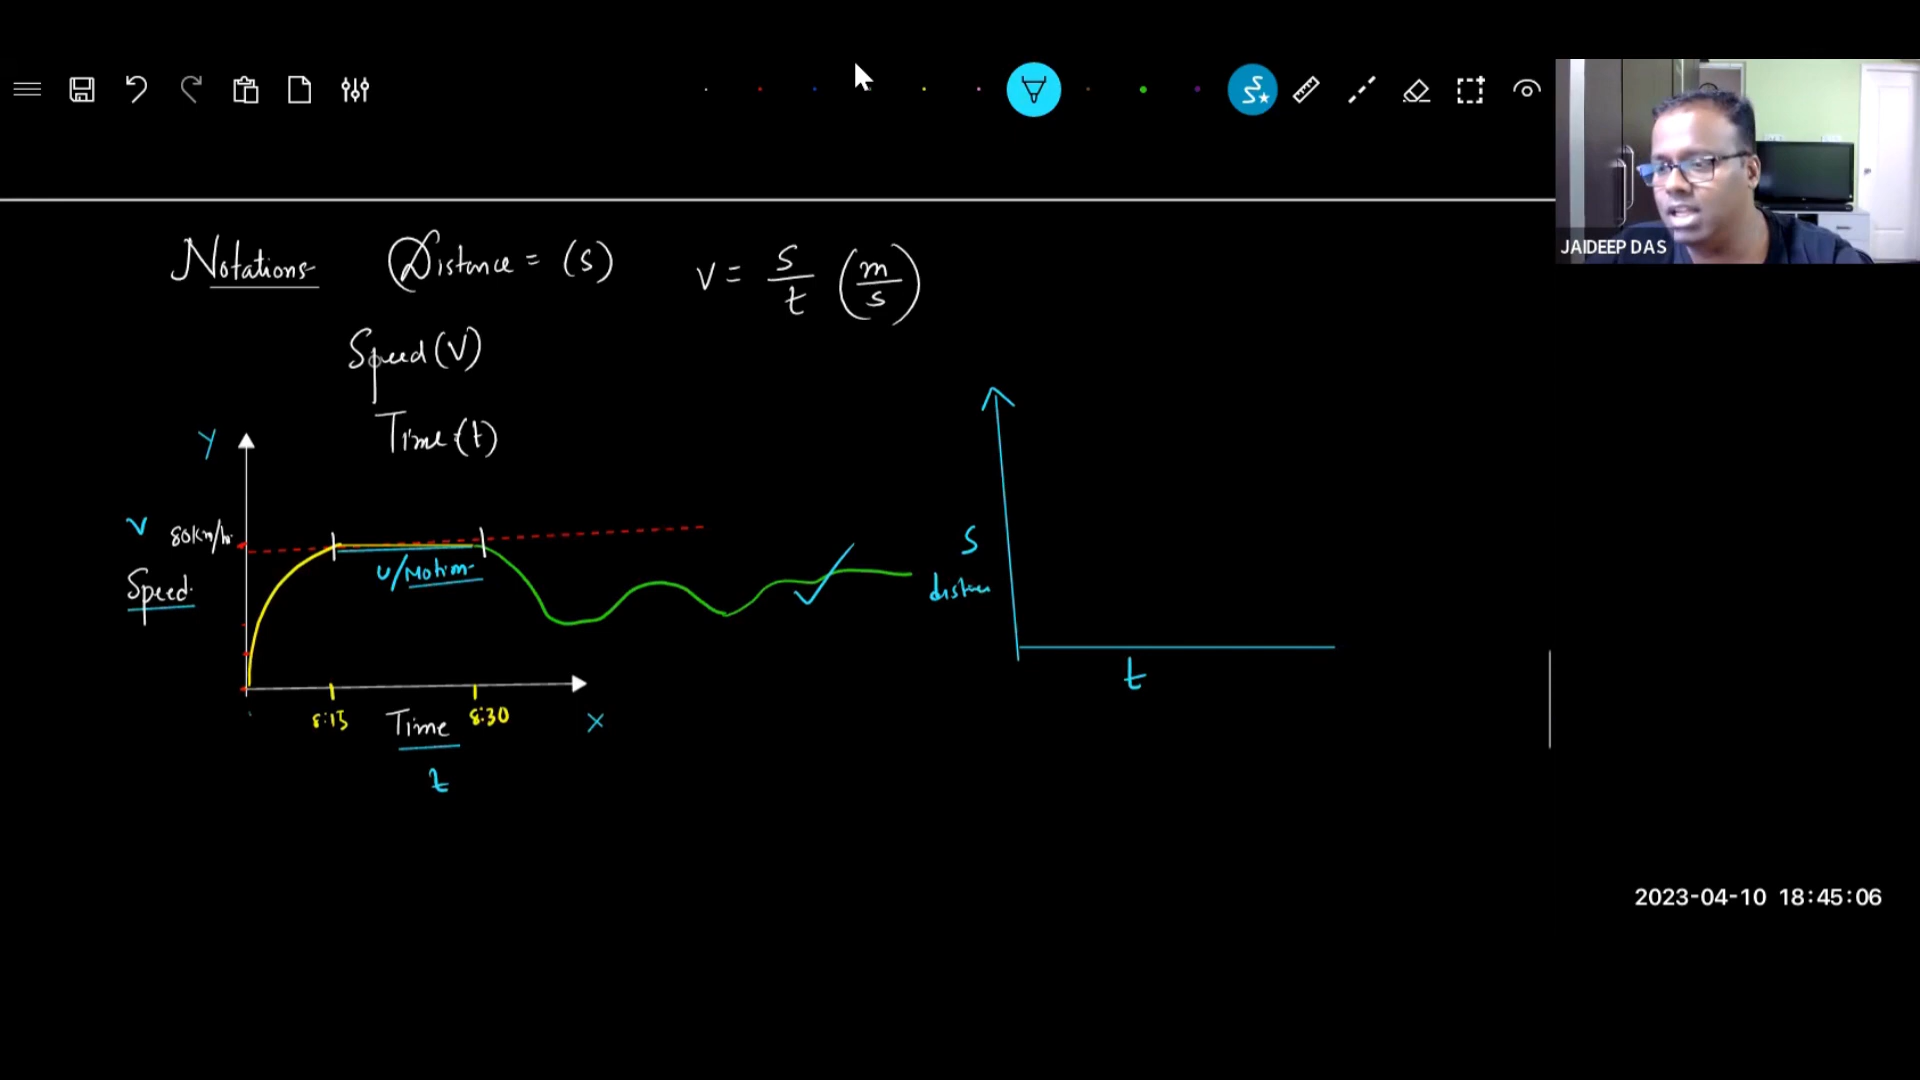 JAIDEEP DAS
Notations Distance = (s) v = s/t (m/s)
Speed (v)
Time (t)
y
v 80km/hr
Speed
u/Motion
s
distance
t
8:15 Time 8:30 x
t
2023-04-10 18:45:06